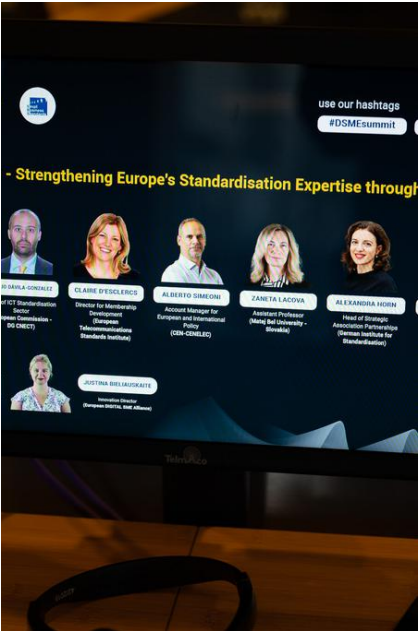 use our hashtags
#DSMEsummit
- Strengthening Europe's Standardisation Expertise through
DAVILA-GONZALEZ
of ICT Standardisation
Sector
opean Commission -
DG CNECT)
CLAIRE D'ESCLERCS
Director for Membership
Development
(European
Telecommunications
Standards Institute)
ALBERTO SIMEONI
Account Manager for
European and International
Policy
(CEN-CENELEC)
ZANETA LACOVA
Assistant Professor
(Matej Bel University -
Slovakia)
ALEXANDRA HORN
Head of Strategic
Association Partnerships
(German Institute for
Standardisation)
JUSTINA BIELIAUSKAITE
Innovation Director
(European DIGITAL SME Alliance)